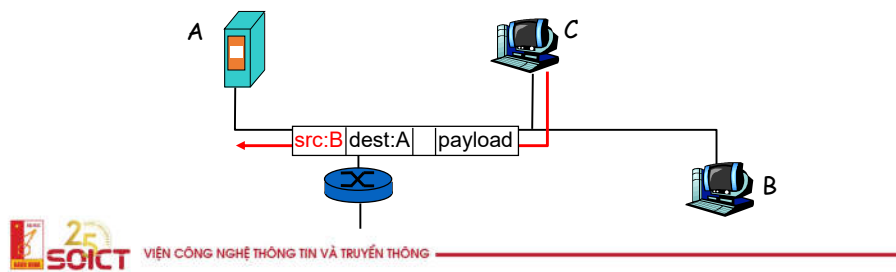 A
C
src:B dest:A payload
B
25
SOICT
VIỆN CÔNG NGHỆ THÔNG TIN VÀ TRUYỀN THÔNG